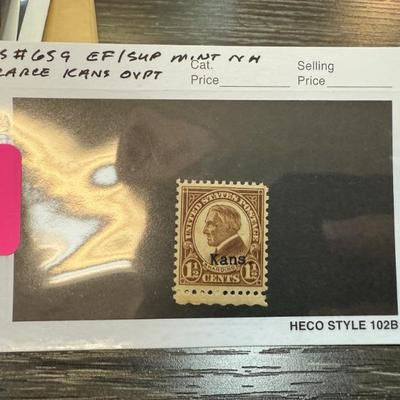 S#659 EF/SUP MINT NH
Cat.
Price
Selling
Price
KANS OVPT
UNITED STATES POSTAGE
HARDING
Kans
1½ 1½
CENTS
HECO STYLE 102B